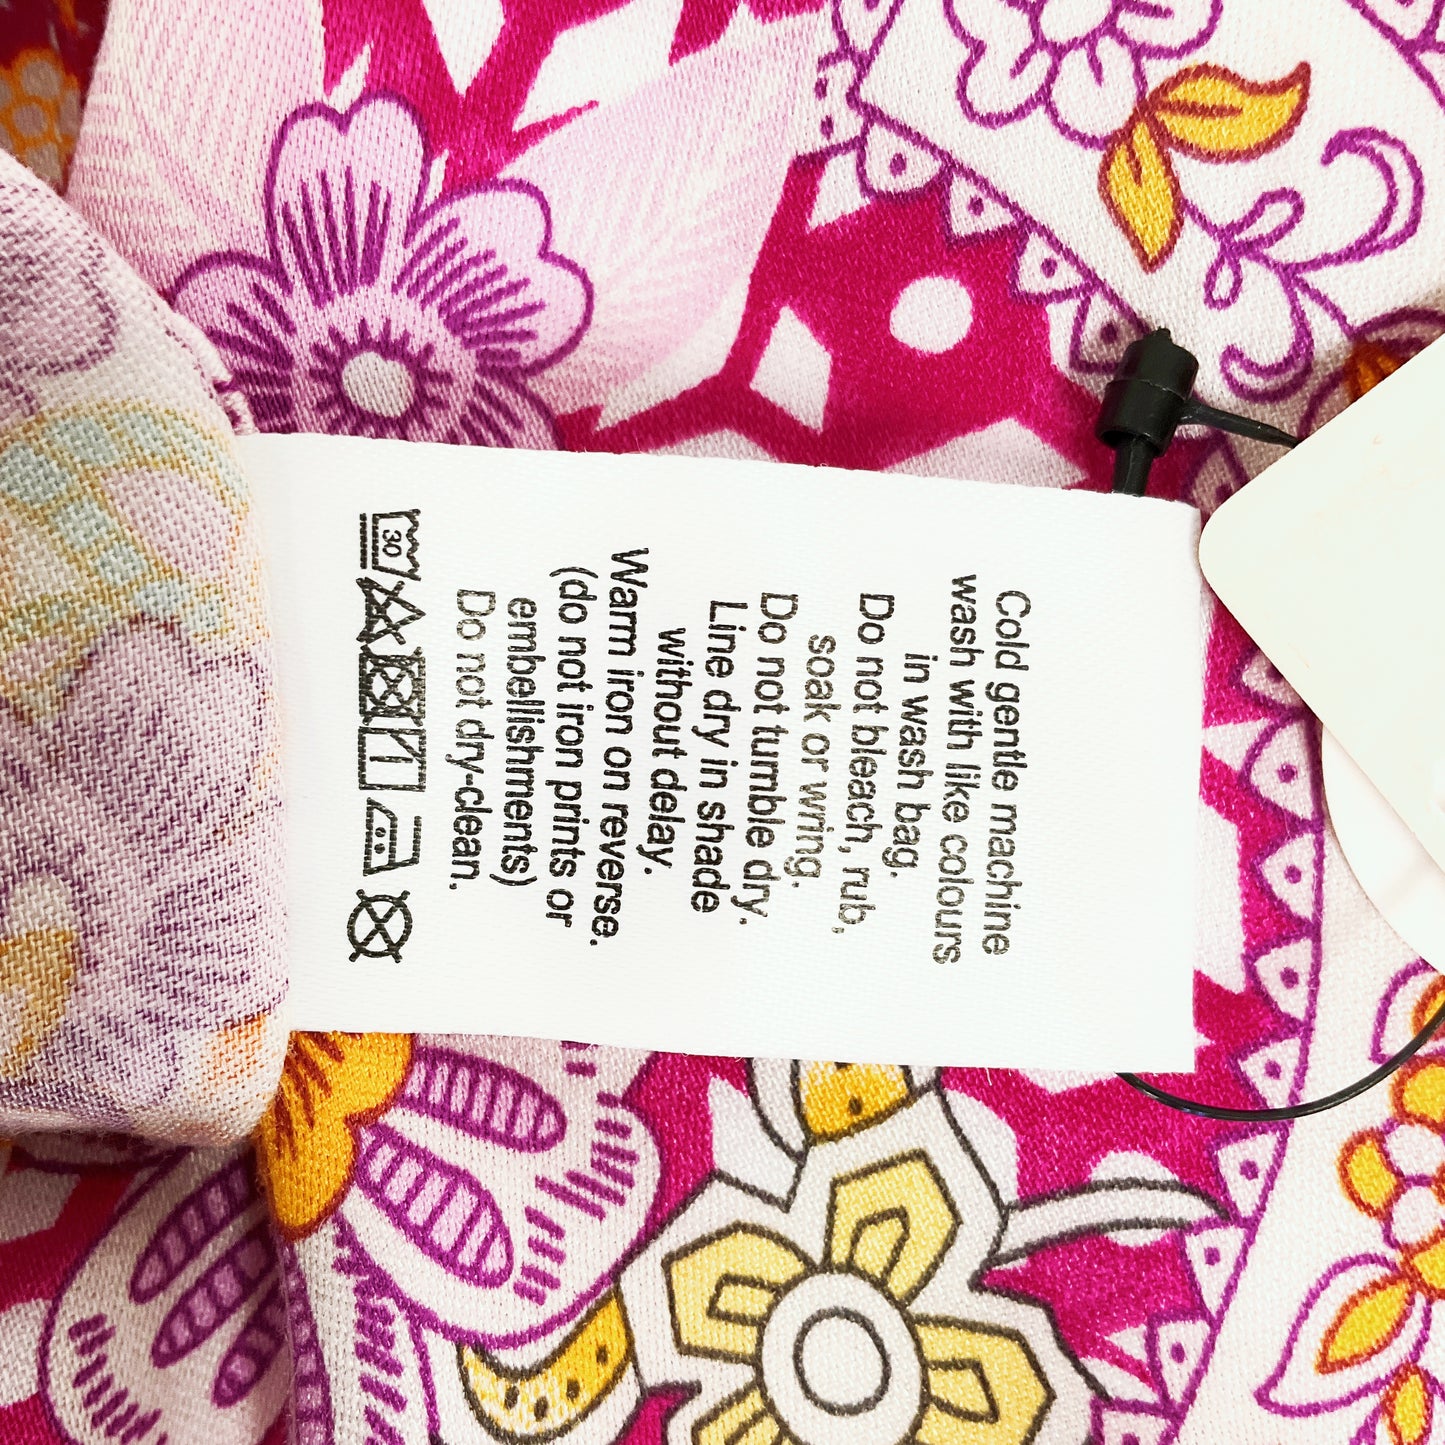 Cold gentle machine
wash with like colours
in wash bag.
Do not bleach, rub,
soak or wring.
Do not tumble dry.
Line dry in shade
without delay.
Warm iron on reverse.
(do not iron prints or
embellishments)
Do not dry-clean.
30